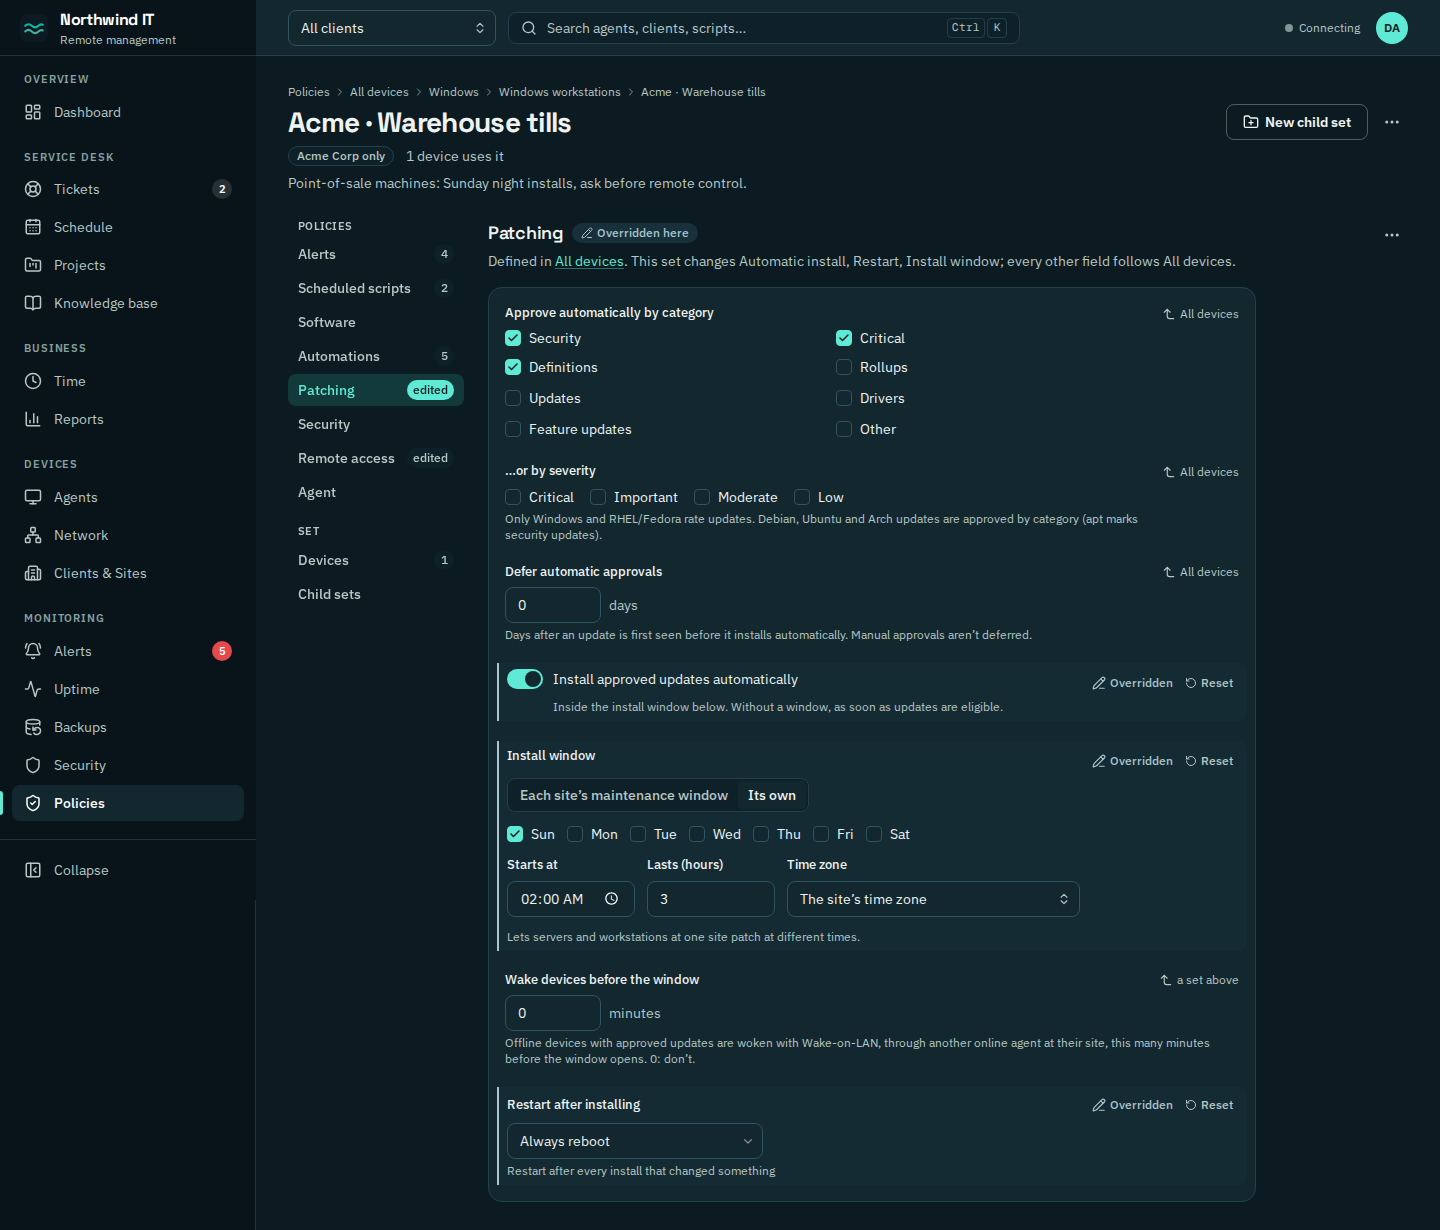 Northwind IT
Remote management
All clients
Search agents, clients, scripts...
Ctrl K
Connecting
DA
OVERVIEW
Dashboard
SERVICE DESK
Tickets 2
Schedule
Projects
Knowledge base
BUSINESS
Time
Reports
DEVICES
Agents
Network
Clients & Sites
MONITORING
Alerts 5
Uptime
Backups
Security
Policies
Collapse
Policies > All devices > Windows > Windows workstations > Acme · Warehouse tills
Acme · Warehouse tills
New child set
Acme Corp only 1 device uses it
Point-of-sale machines: Sunday night installs, ask before remote control.
POLICIES
Alerts 4
Scheduled scripts 2
Software
Automations 5
Patching edited
Security
Remote access edited
Agent
SET
Devices 1
Child sets
Patching Overridden here
Defined in All devices. This set changes Automatic install, Restart, Install window; every other field follows All devices.
Approve automatically by category All devices
Security Critical
Definitions Rollups
Updates Drivers
Feature updates Other
...or by severity All devices
Critical Important Moderate Low
Only Windows and RHEL/Fedora rate updates. Debian, Ubuntu and Arch updates are approved by category (apt marks
security updates).
Defer automatic approvals All devices
0 days
Days after an update is first seen before it installs automatically. Manual approvals aren't deferred.
Install approved updates automatically Overridden Reset
Inside the install window below. Without a window, as soon as updates are eligible.
Install window Overridden Reset
Each site's maintenance window Its own
Sun Mon Tue Wed Thu Fri Sat
Starts at Lasts (hours) Time zone
02:00 AM 3 The site's time zone
Lets servers and workstations at one site patch at different times.
Wake devices before the window a set above
0 minutes
Offline devices with approved updates are woken with Wake-on-LAN, through another online agent at their site, this many minutes
before the window opens. 0: don't.
Restart after installing Overridden Reset
Always reboot
Restart after every install that changed something